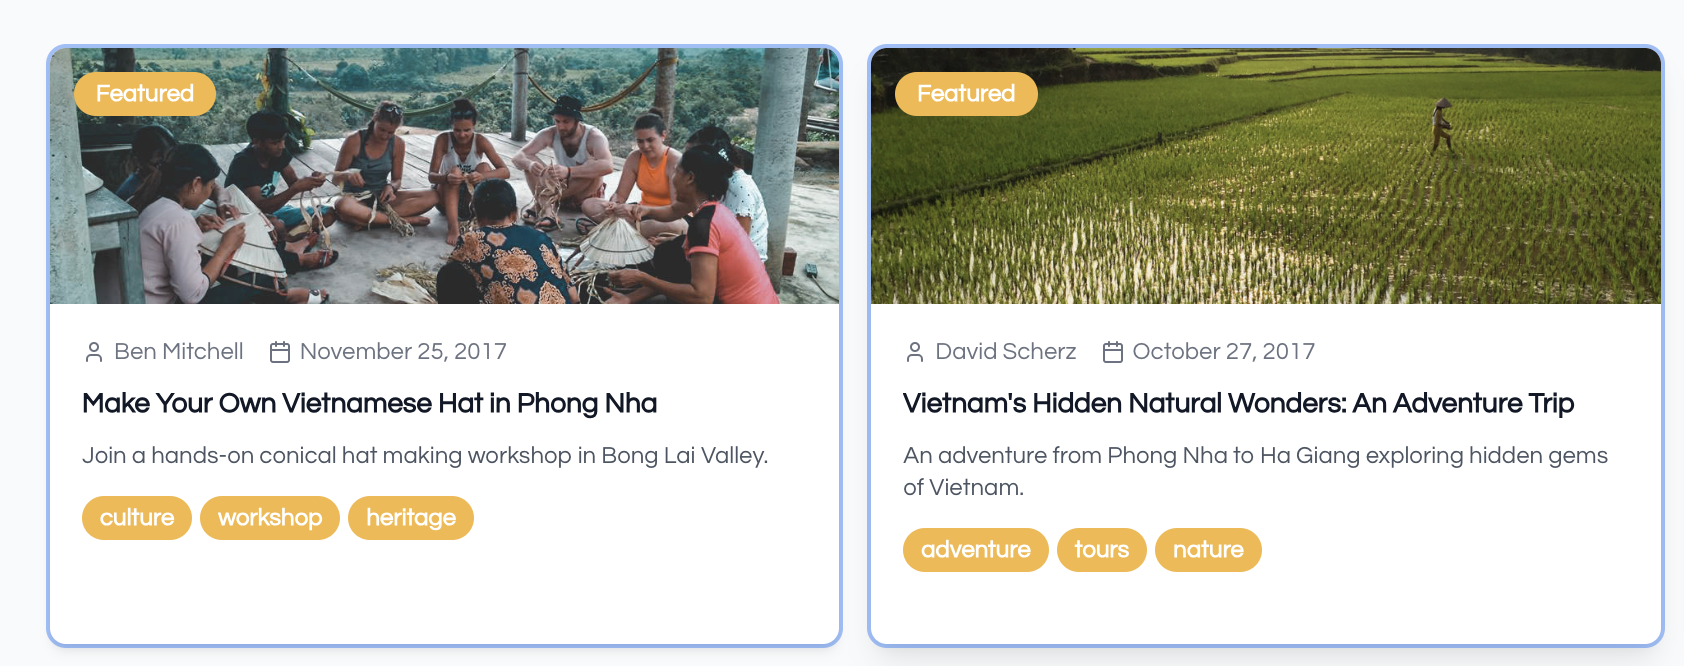 Featured
Ben Mitchell November 25, 2017
Make Your Own Vietnamese Hat in Phong Nha
Join a hands-on conical hat making workshop in Bong Lai Valley.
culture workshop heritage
Featured
David Scherz October 27, 2017
Vietnam's Hidden Natural Wonders: An Adventure Trip
An adventure from Phong Nha to Ha Giang exploring hidden gems
of Vietnam.
adventure tours nature